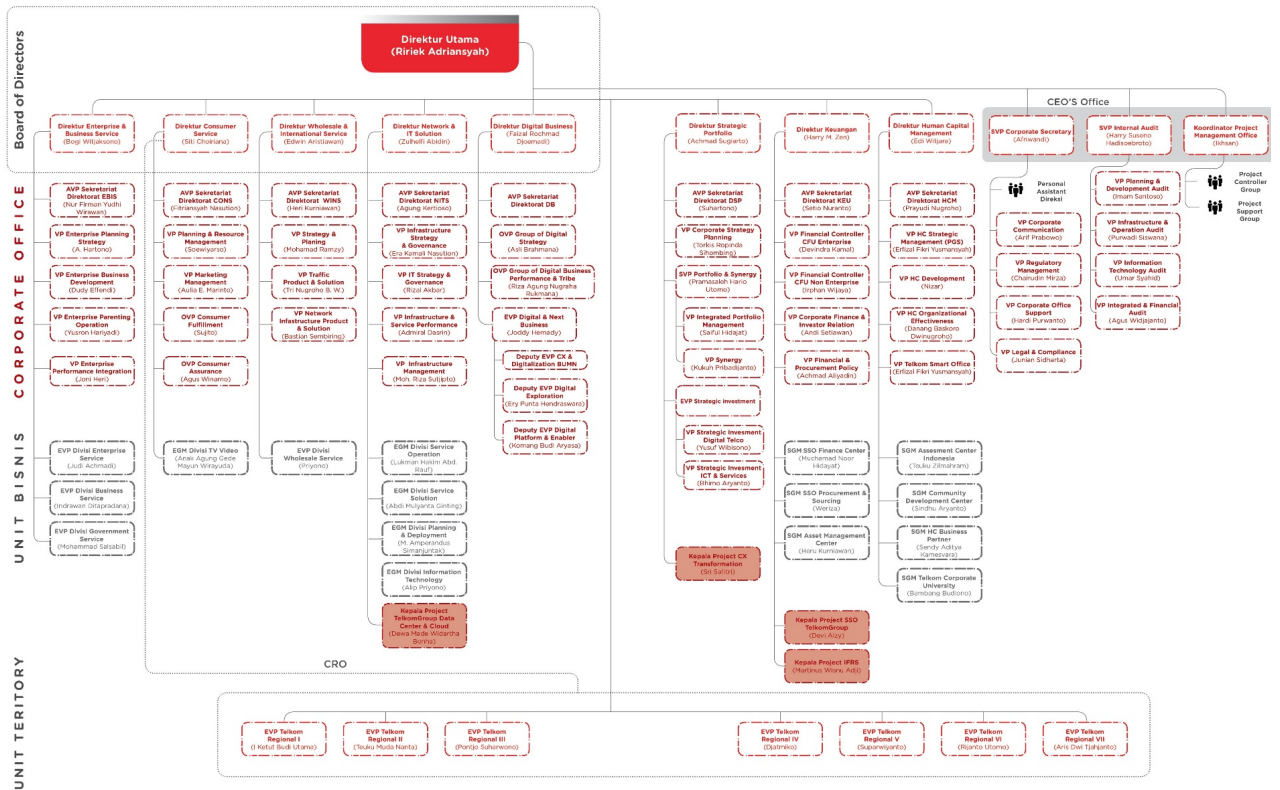 Board of Directors
Direktur Utama
(Ririek Adriansyah)
CEO'S Office
Direktur Enterprise &
Business Service
(Bogi Witjaksono)
Direktur Consumer
Service
(Siti Choiriana)
Direktur Wholesale &
International Service
(Edwin Aristiawan)
Direktur Network &
IT Solution
(Zulhelfi Abidin)
Direktur Digital Business
(Faizal Rochmad
Djoemadi)
Direktur Strategic
Portfolio
(Achmad Sugiarto)
Direktur Keuangan
(Harry M. Zen)
Direktur Human Capital
Management
(Edi Witjara)
SVP Corporate Secretary
(Afriwandi)
SVP Internal Audit
(Harry Suseno
Hadisoebroto)
Koordinator Project
Management Office
(Ikhsan)
CORPORATE OFFICE
AVP Sekretariat
Direktorat EBIS
(Nur Firman Yudhi
Wirawan)
VP Enterprise Planning
Strategy
(A. Hartono)
VP Enterprise Business
Development
(Dudy Effendi)
VP Enterprise Parenting
Operation
(Yusron Hariyadi)
VP Enterprise
Performance Integration
(Joni Heri)
AVP Sekretariat
Direktorat CONS
(Fitriansyah Nasution)
VP Planning & Resource
Management
(Soewiyarso)
VP Marketing
Management
(Aulia E. Marinto)
OVP Consumer
Fulfillment
(Sujito)
OVP Consumer
Assurance
(Agus Winarno)
AVP Sekretariat
Direktorat WINS
(Heri Kurniawan)
VP Strategy &
Planing
(Mohamad Ramzy)
VP Traffic
Product & Solution
(Tri Nugroho B. W.)
VP Network
Infastructure Product
& Solution
(Bastian Sembiring)
AVP Sekretariat
Direktorat NITS
(Agung Kertioso)
VP Infrastructure
Strategy
& Governance
(Era Kamali Nasution)
VP IT Strategy &
Governance
(Rizal Akbar)
VP Infrastructure &
Service Performance
(Admiral Dasrin)
VP Infrastructure
Management
(Moh. Riza Sutjipto)
AVP Sekretariat
Direktorat DB
OVP Group of Digital
Strategy
(Asli Brahmana)
OVP Group of Digital Business
Performance & Tribe
(Riza Agung Nugraha
Rukmana)
EVP Digital & Next
Business
(Joddy Hernady)
Deputy EVP CX &
Digitalization BUMN
Deputy EVP Digital
Exploration
(Ery Punta Hendraswara)
Deputy EVP Digital
Platform & Enabler
(Komang Budi Aryasa)
AVP Sekretariat
Direktorat DSP
(Suhartono)
VP Corporate Strategy
Planning
(Torkis Ropinda
Sihombing)
SVP Portfolio & Synergy
(Pramasaleh Hario
Utomo)
VP Integrated Portfolio
Management
(Saiful Hidajat)
VP Synergy
(Kukuh Pribadijanto)
EVP Strategic Investment
VP Strategic Invesment
Digital Telco
(Yusuf Wibisono)
VP Strategic Invesment
ICT & Services
(Bhimo Aryanto)
AVP Sekretariat
Direktorat KEU
(Setio Nuranto)
VP Financial Controller
CFU Enterprise
(Devindra Kamal)
VP Financial Controller
CFU Non Enterprise
(Irphan Wijaya)
VP Corporate Finance &
Investor Relation
(Andi Setiawan)
VP Financial &
Procurement Policy
(Achmad Aliyadin)
AVP Sekretariat
Direktorat HCM
(Prayudi Nugroho)
VP HC Strategic
Management (PGS)
(Erlizal Fikri Yusmansyah)
VP HC Development
(Nizar)
VP HC Organizational
Effectiveness
(Danang Baskoro
Dwinugroho)
VP Telkom Smart Office
(Erlizal Fikri Yusmansyah)
Personal
Assistant
Direksi
VP Corporate
Communication
(Arif Prabowo)
VP Regulatory
Management
(Chairudin Mirza)
VP Corporate Office
Support
(Hardi Purwanto)
VP Legal & Compliance
(Junian Sidharta)
VP Planning &
Development Audit
(Imam Santoso)
VP Infrastructure &
Operation Audit
(Purwadi Siswana)
VP Information
Technology Audit
(Umar Syahid)
VP Integrated & Financial
Audit
(Agus Widjajanto)
Project
Controller
Group
Project
Support
Group
UNIT BISNIS
EVP Divisi Enterprise
Service
(Judi Achmadi)
EVP Divisi Business
Service
(Indrawan Ditapradana)
EVP Divisi Government
Service
(Mohammad Salsabil)
EGM Divisi TV Video
(Anak Agung Gede
Mayun Wirayuda)
EVP Divisi
Wholesale Service
(Priyono)
EGM Divisi Service
Operation
(Lukman Hakim Abd.
Rauf)
EGM Divisi Service
Solution
(Abdi Mulyanta Ginting)
EGM Divisi Planning
& Deployment
(M. Amperandus
Simanjuntak)
EGM Divisi Information
Technology
(Alip Priyono)
Kepala Project
TelkomGroup Data
Center & Cloud
(Dewa Made Widartha
Bonha)
Kepala Project CX
Transformation
(Sri Safitri)
SGM SSO Finance Center
(Muchamad Noor
Hidayat)
SGM SSO Procurement &
Sourcing
(Weriza)
SGM Asset Management
Center
(Heru Kurniawan)
Kepala Project SSO
TelkomGroup
(Devi Alzy)
Kepala Project IFRS
(Martinus Wisnu Adji)
SGM Assesment Center
Indonesia
(Teuku Zilmahram)
SGM Community
Development Center
(Sindhu Aryanto)
SGM HC Business
Partner
(Sendy Aditya
Kamesvara)
SGM Telkom Corporate
University
(Bambang Budiono)
UNIT TERITORY
CRO
EVP Telkom
Regional I
(I Ketut Budi Utama)
EVP Telkom
Regional II
(Teuku Muda Nanta)
EVP Telkom
Regional III
(Pontjo Suharwono)
EVP Telkom
Regional IV
(Djatmiko)
EVP Telkom
Regional V
(Suparwiyanto)
EVP Telkom
Regional VI
(Rijanto Utomo)
EVP Telkom
Regional VII
(Aris Dwi Tjahjanto)